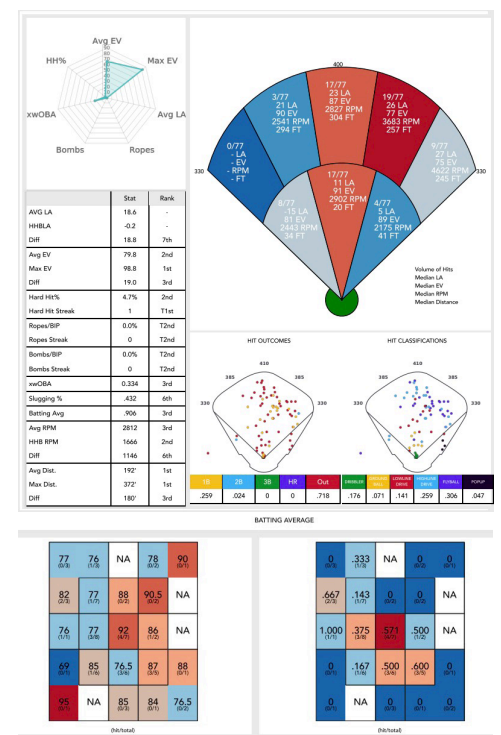 Avg EV
HH%
Max EV
xwOBA
Avg LA
Bombs
Ropes
400
330
330
0/77
- LA
- EV
- RPM
- FT
3/77
21 LA
90 EV
2541 RPM
294 FT
17/77
23 LA
87 EV
2827 RPM
304 FT
19/77
26 LA
77 EV
3683 RPM
257 FT
9/77
27 LA
75 EV
4622 RPM
245 FT
8/77
-15 LA
81 EV
2443 RPM
34 FT
17/77
11 LA
91 EV
2902 RPM
20 FT
4/77
5 LA
89 EV
2175 RPM
41 FT
Volume of Hits
Median LA
Median EV
Median RPM
Median Distance
Stat Rank
AVG LA 18.6 -
HHBLA -0.2 -
Diff 18.8 7th
Avg EV 79.8 2nd
Max EV 98.8 1st
Diff 19.0 3rd
Hard Hit% 4.7% 2nd
Hard Hit Streak 1 T1st
Ropes/BIP 0.0% T2nd
Ropes Streak 0 T2nd
Bombs/BIP 0.0% T2nd
Bombs Streak 0 T2nd
xwOBA 0.334 3rd
Slugging % .432 6th
Batting Avg .906 3rd
Avg RPM 2812 3rd
HHB RPM 1666 2nd
Diff 1146 6th
Avg Dist. 192' 1st
Max Dist. 372' 1st
Diff 180' 3rd
HIT OUTCOMES
410
385 385
330 330
1B 2B 3B HR Out
.259 .024 0 0 .718
HIT CLASSIFICATIONS
410
385 385
330 330
DRIBBLER GROUND BALL LOW LINE DRIVE HIGH LINE DRIVE FLYBALL POPUP
.176 .071 .141 .259 .306 .047
BATTING AVERAGE
77 76 NA 78 90
(0/3) (1/3) (0/2) (0/1)
82 77 88 90.5 NA
(2/3) (1/7) (0/2) (0/2)
76 77 92 86 NA
(1/1) (3/8) (4/7) (1/2)
69 85 76.5 87 88
(0/1) (1/6) (3/6) (3/5) (0/1)
95 NA 85 84 76.5
(0/1) (0/3) (0/1) (0/2)
(hit/total)
0 .333 NA 0 0
(0/3) (1/3) (0/2) (0/1)
.667 .143 0 0 NA
(2/3) (1/7) (0/2) (0/2)
1.000 .375 .571 .500 NA
(1/1) (3/8) (4/7) (1/2)
0 .167 .500 .600 0
(0/1) (1/6) (3/6) (3/5) (0/1)
0 NA 0 0 0
(0/1) (0/3) (0/1) (0/2)
(hit/total)